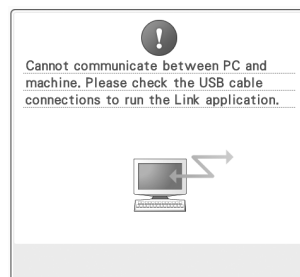 Cannot communicate between PC and
machine. Please check the USB cable
connections to run the Link application.